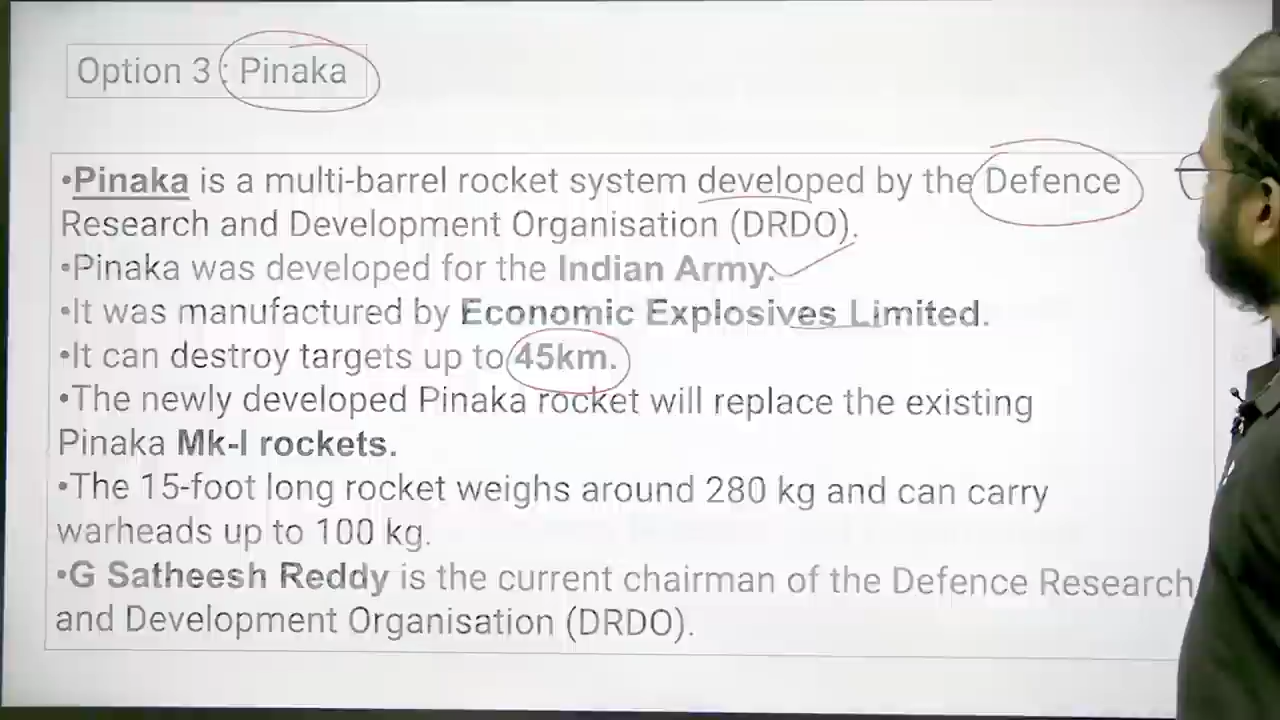 Option 3 : Pinaka
•Pinaka is a multi-barrel rocket system developed by the Defence
Research and Development Organisation (DRDO).
•Pinaka was developed for the Indian Army.
•It was manufactured by Economic Explosives Limited.
•It can destroy targets up to 45km.
•The newly developed Pinaka rocket will replace the existing
Pinaka Mk-I rockets.
•The 15-foot long rocket weighs around 280 kg and can carry
warheads up to 100 kg.
•G Satheesh Reddy is the current chairman of the Defence Research
and Development Organisation (DRDO).